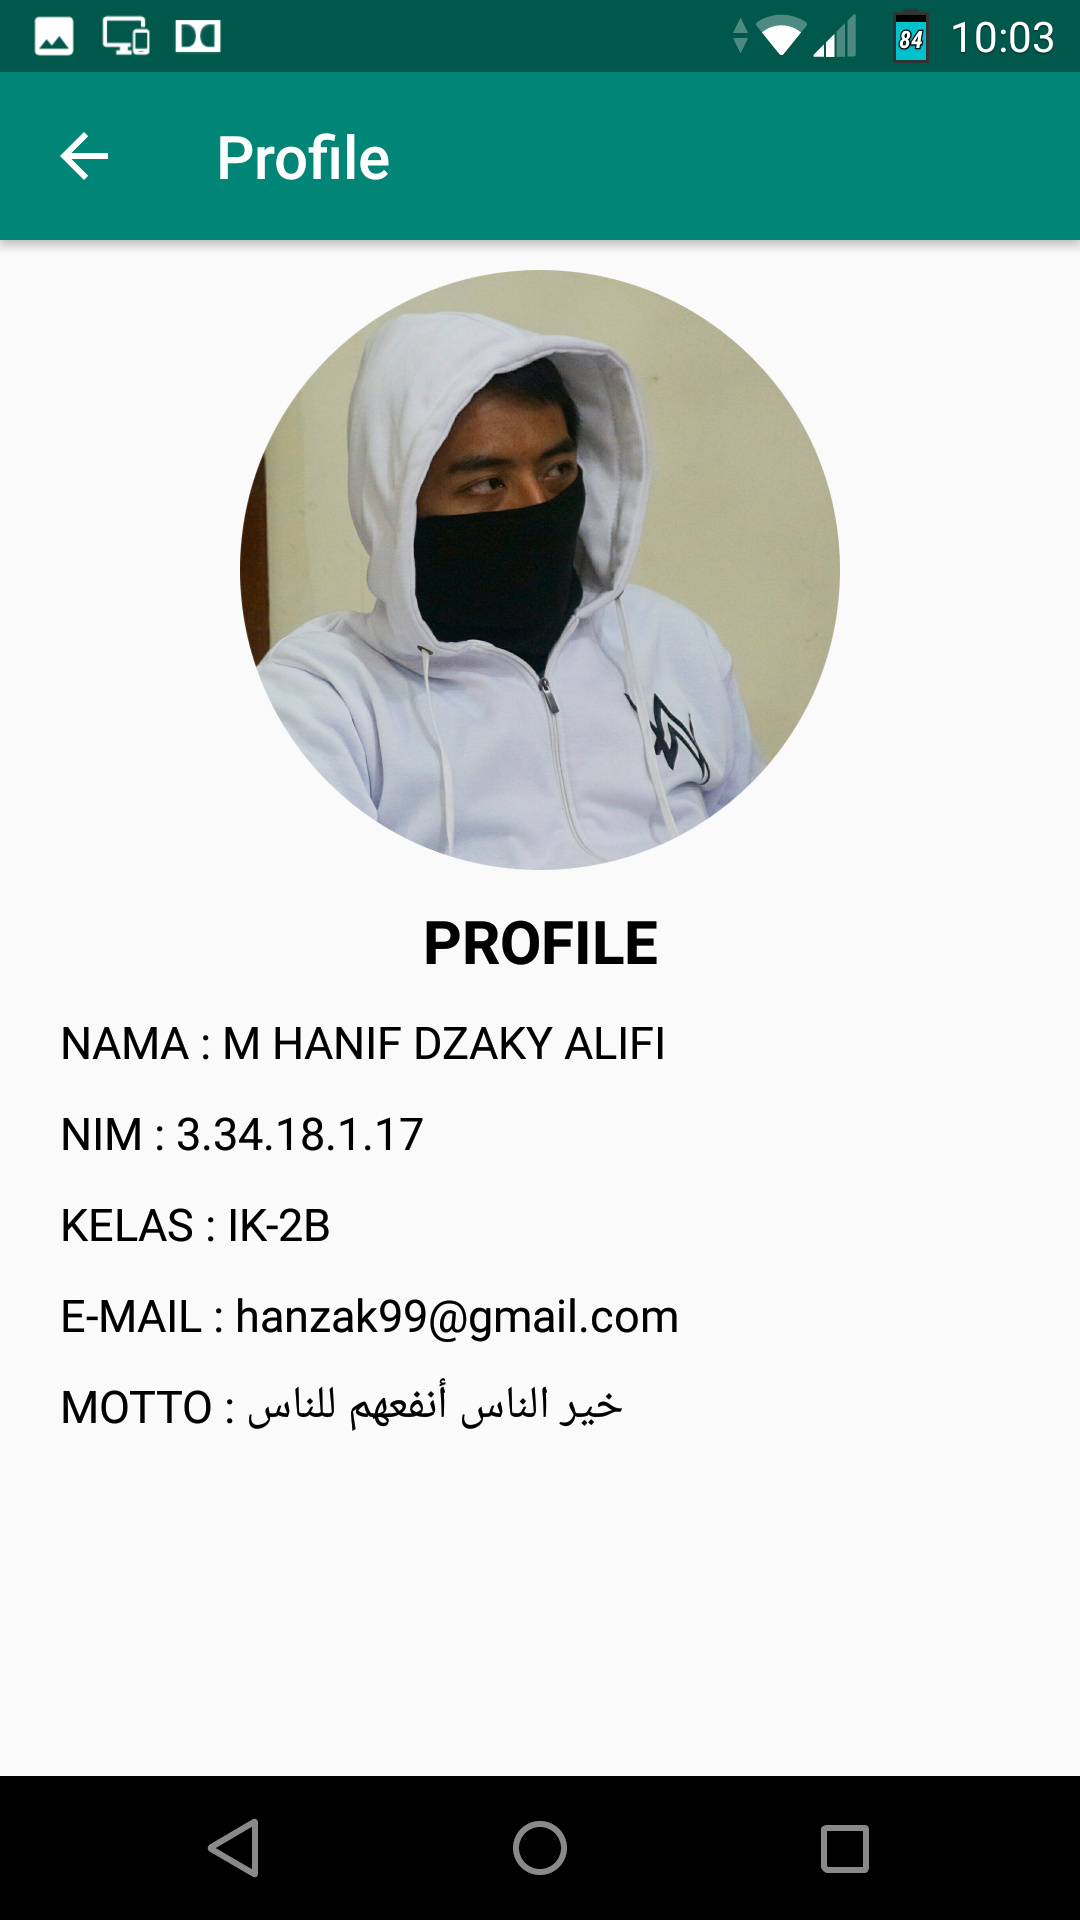 84 10:03
Profile
PROFILE
NAMA : M HANIF DZAKY ALIFI
NIM : 3.34.18.1.17
KELAS : IK-2B
E-MAIL : hanzak99@gmail.com
MOTTO : خير الناس أنفعهم للناس